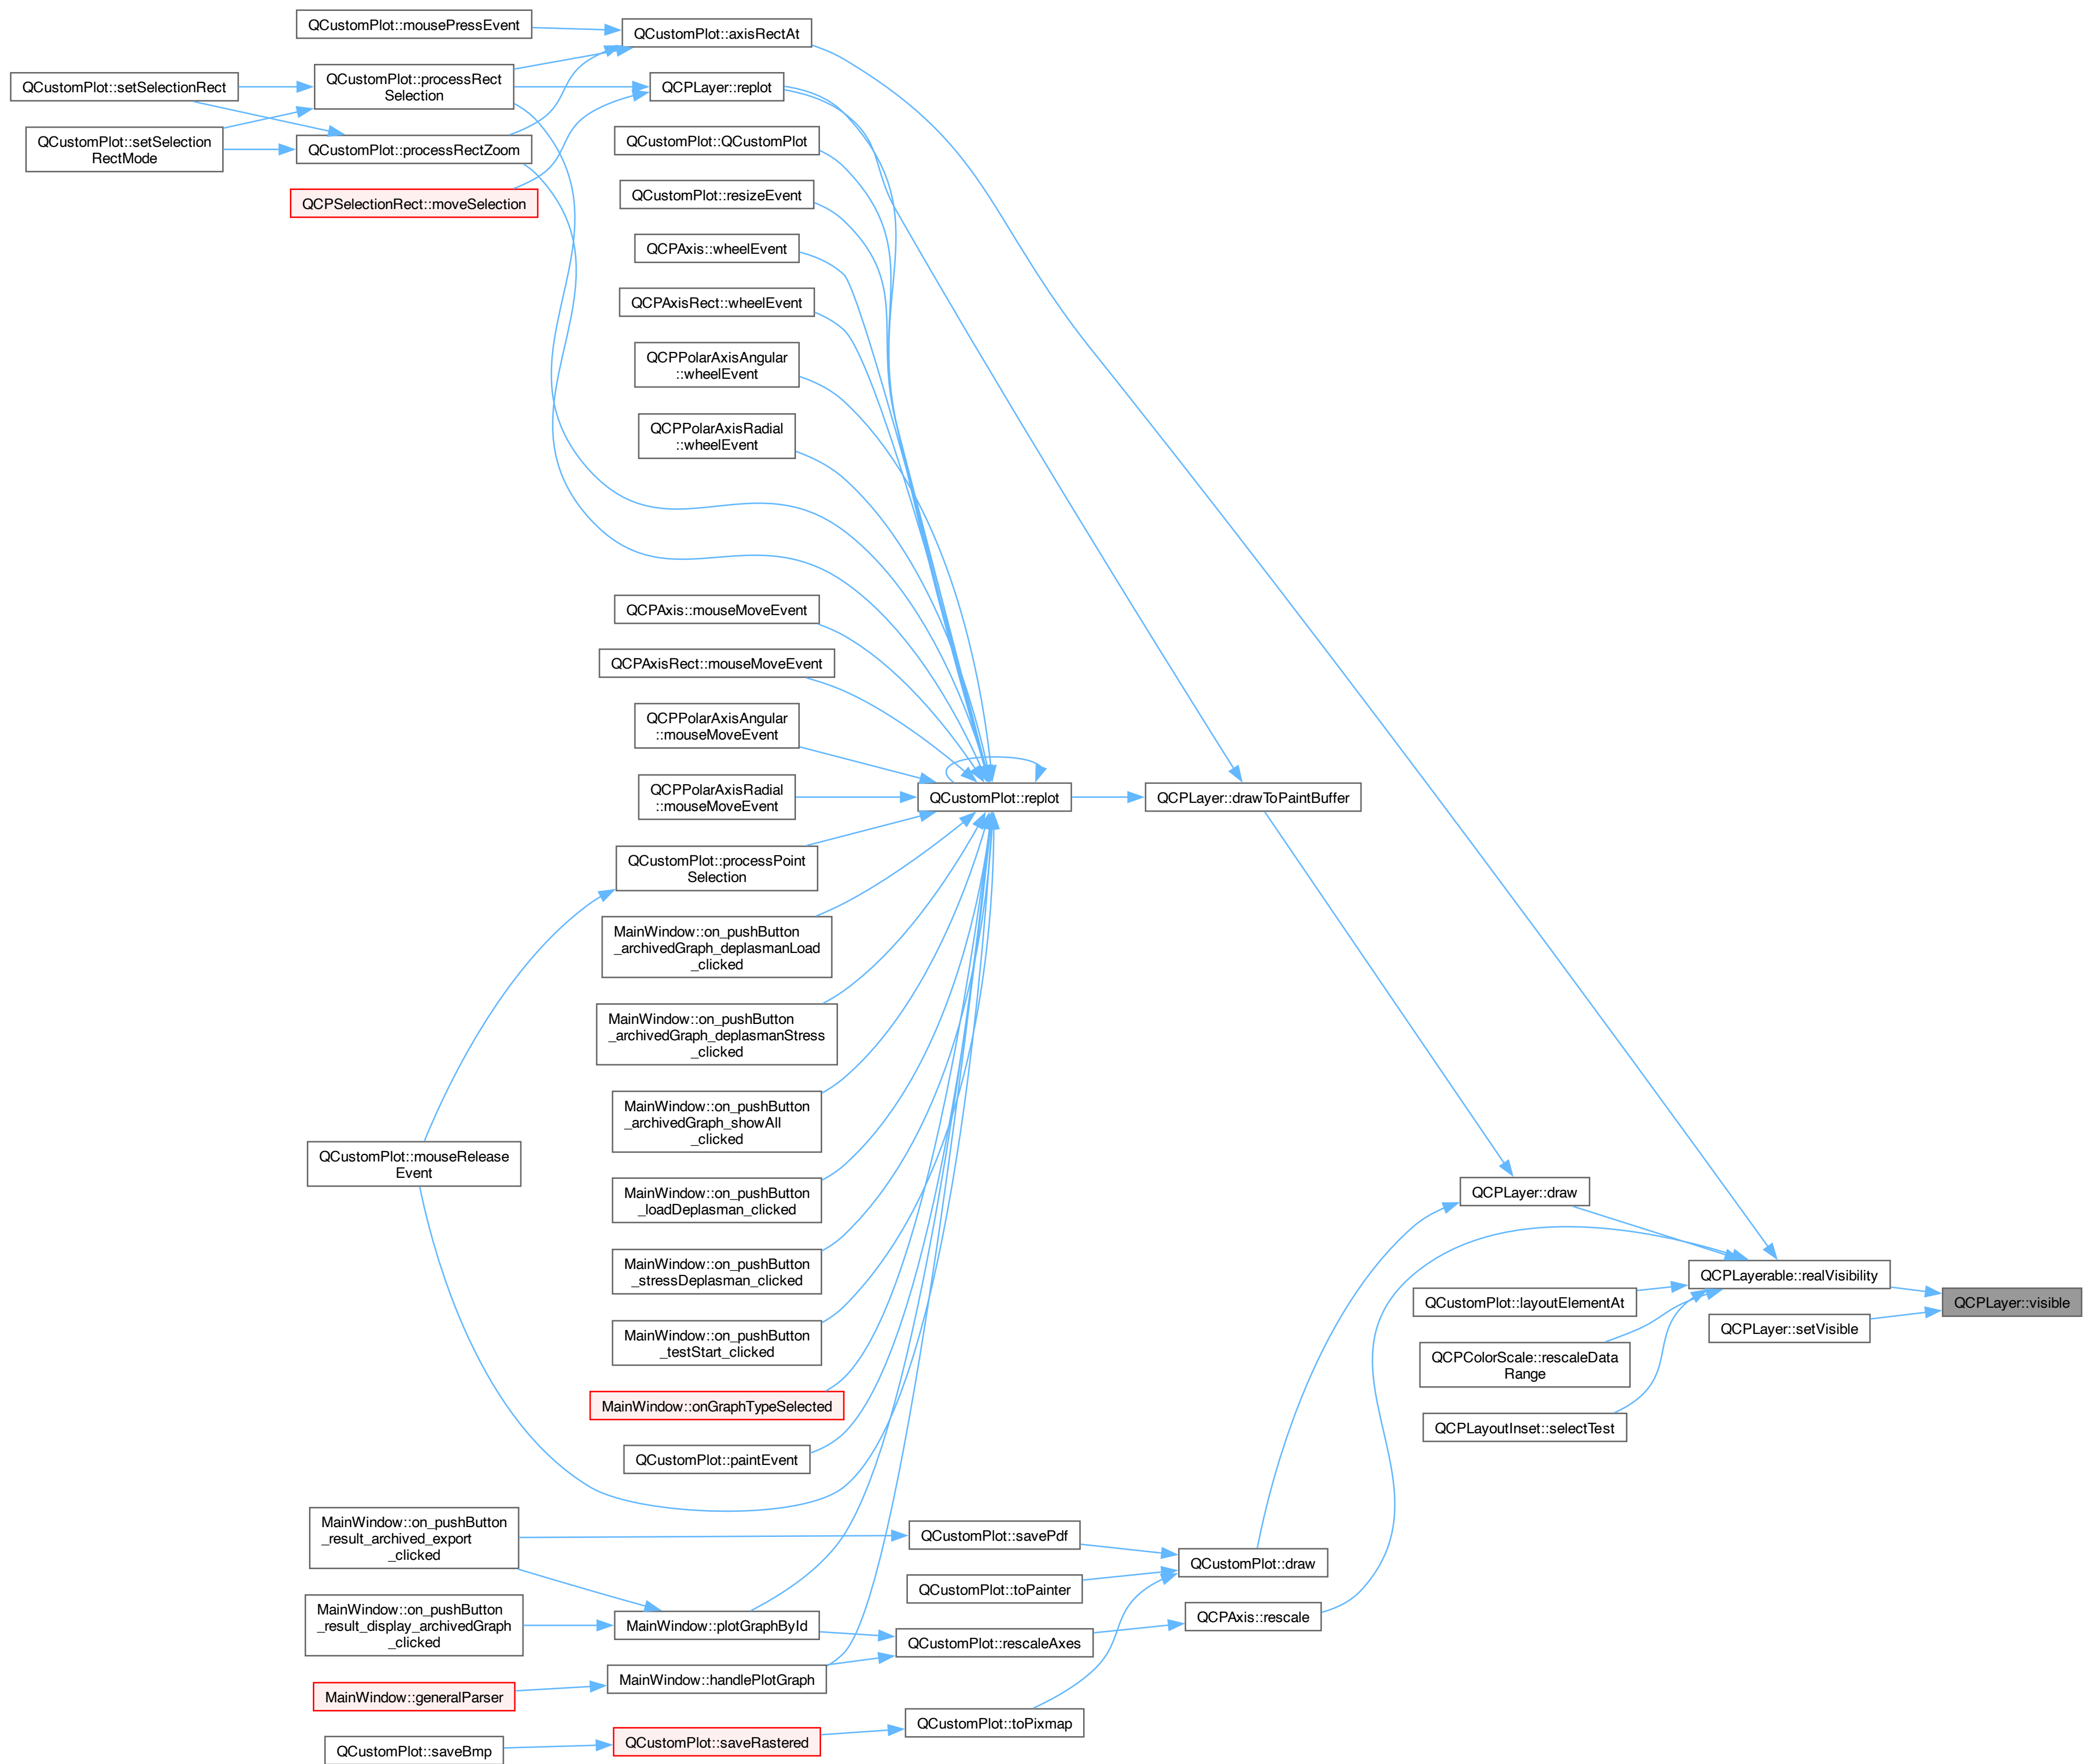 QCustomPlot::mousePressEvent
QCustomPlot::axisRectAt
QCustomPlot::setSelectionRect
QCustomPlot::processRect
Selection
QCPLayer::replot
QCustomPlot::setSelection
RectMode
QCustomPlot::processRectZoom
QCustomPlot::QCustomPlot
QCPSelectionRect::moveSelection
QCustomPlot::resizeEvent
QCPAxis::wheelEvent
QCPAxisRect::wheelEvent
QCPPolarAxisAngular
::wheelEvent
QCPPolarAxisRadial
::wheelEvent
QCPAxis::mouseMoveEvent
QCPAxisRect::mouseMoveEvent
QCPPolarAxisAngular
::mouseMoveEvent
QCPPolarAxisRadial
::mouseMoveEvent
QCustomPlot::replot
QCPLayer::drawToPaintBuffer
QCustomPlot::processPoint
Selection
MainWindow::on_pushButton
_archivedGraph_deplasmanLoad
_clicked
MainWindow::on_pushButton
_archivedGraph_deplasmanStress
_clicked
MainWindow::on_pushButton
_archivedGraph_showAll
_clicked
QCustomPlot::mouseRelease
Event
MainWindow::on_pushButton
_loadDeplasman_clicked
QCPLayer::draw
MainWindow::on_pushButton
_stressDeplasman_clicked
QCPLayerable::realVisibility
QCustomPlot::layoutElementAt
QCPLayer::visible
QCPLayer::setVisible
MainWindow::on_pushButton
_testStart_clicked
QCPColorScale::rescaleData
Range
MainWindow::onGraphTypeSelected
QCPLayoutInset::selectTest
QCustomPlot::paintEvent
MainWindow::on_pushButton
_result_archived_export
_clicked
QCustomPlot::savePdf
QCustomPlot::draw
QCustomPlot::toPainter
MainWindow::on_pushButton
_result_display_archivedGraph
_clicked
MainWindow::plotGraphById
QCPAxis::rescale
QCustomPlot::rescaleAxes
MainWindow::handlePlotGraph
MainWindow::generalParser
QCustomPlot::toPixmap
QCustomPlot::saveRastered
QCustomPlot::saveBmp